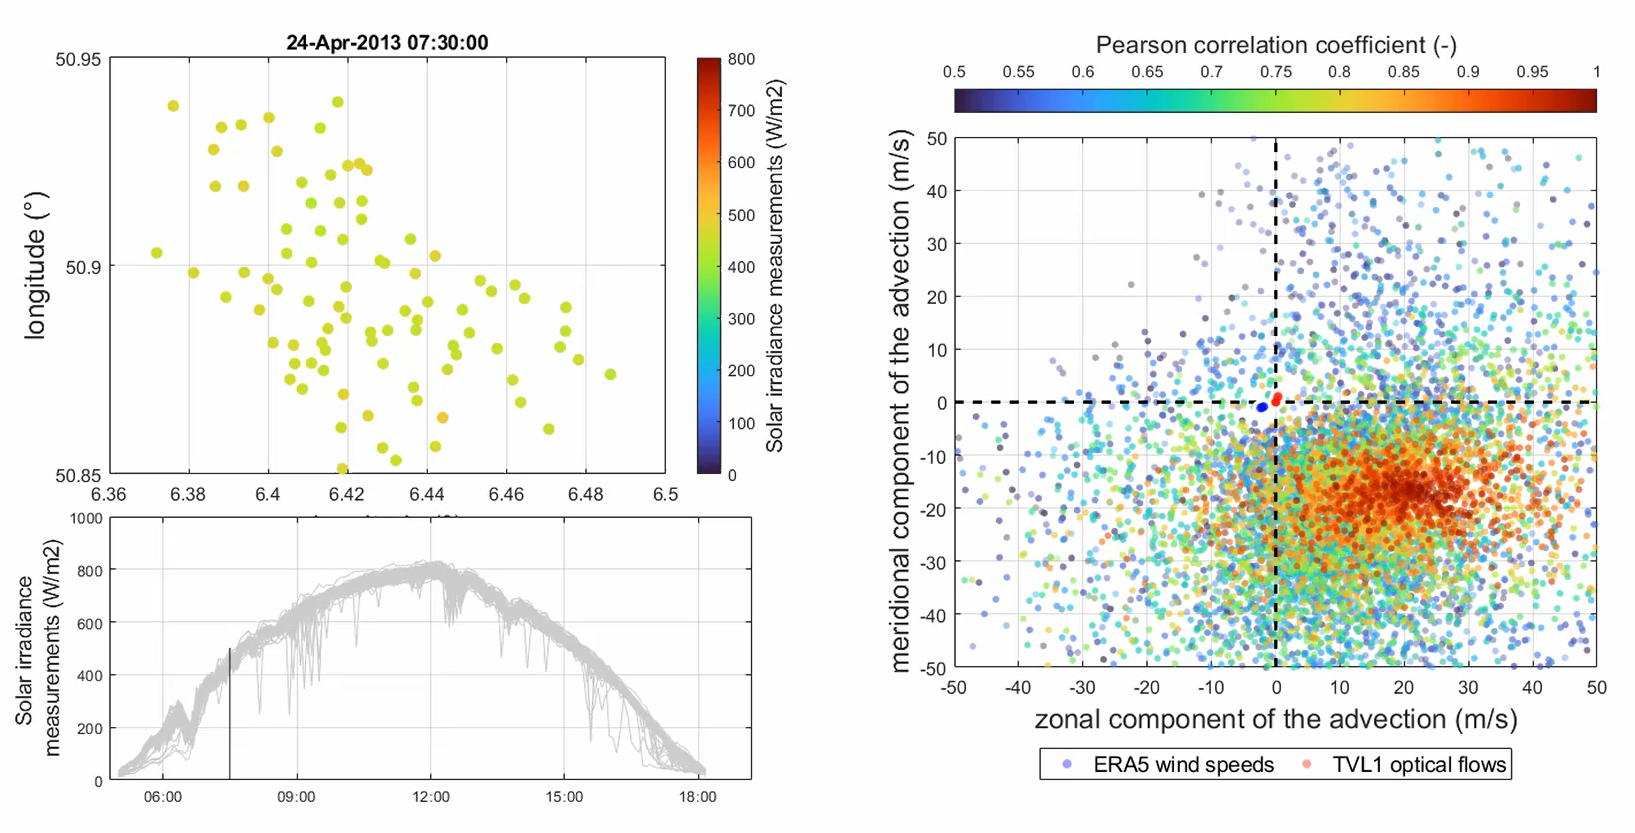 24-Apr-2013 07:30:00
50.95
50.9
50.85
longitude (°)
6.36 6.38 6.4 6.42 6.44 6.46 6.48 6.5
800
700
600
500
400
300
200
100
0
Solar irradiance measurements (W/m2)
1000
800
600
400
200
0
Solar irradiance
measurements (W/m2)
06:00 09:00 12:00 15:00 18:00
Pearson correlation coefficient (-)
0.5 0.55 0.6 0.65 0.7 0.75 0.8 0.85 0.9 0.95 1
50
40
30
20
10
0
-10
-20
-30
-40
-50
meridional component of the advection (m/s)
-50 -40 -30 -20 -10 0 10 20 30 40 50
zonal component of the advection (m/s)
ERA5 wind speeds TVL1 optical flows